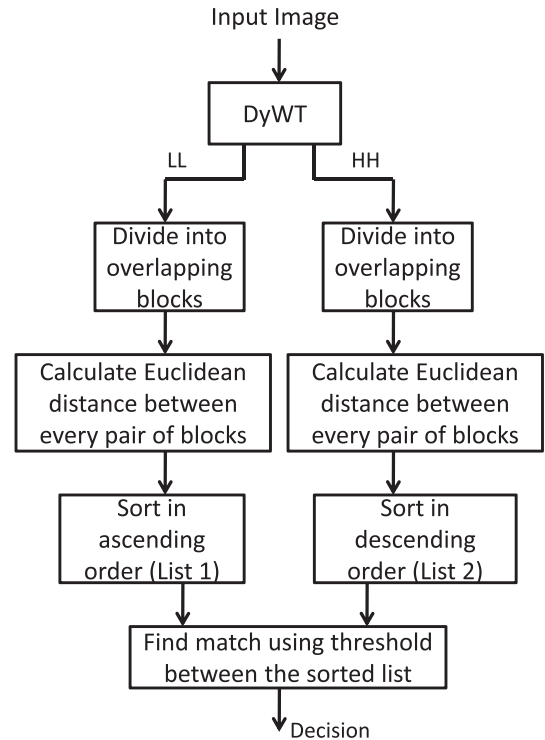 Input Image
DyWT
LL
HH
Divide into
overlapping
blocks
Divide into
overlapping
blocks
Calculate Euclidean
distance between
every pair of blocks
Calculate Euclidean
distance between
every pair of blocks
Sort in
ascending
order (List 1)
Sort in
descending
order (List 2)
Find match using threshold
between the sorted list
Decision